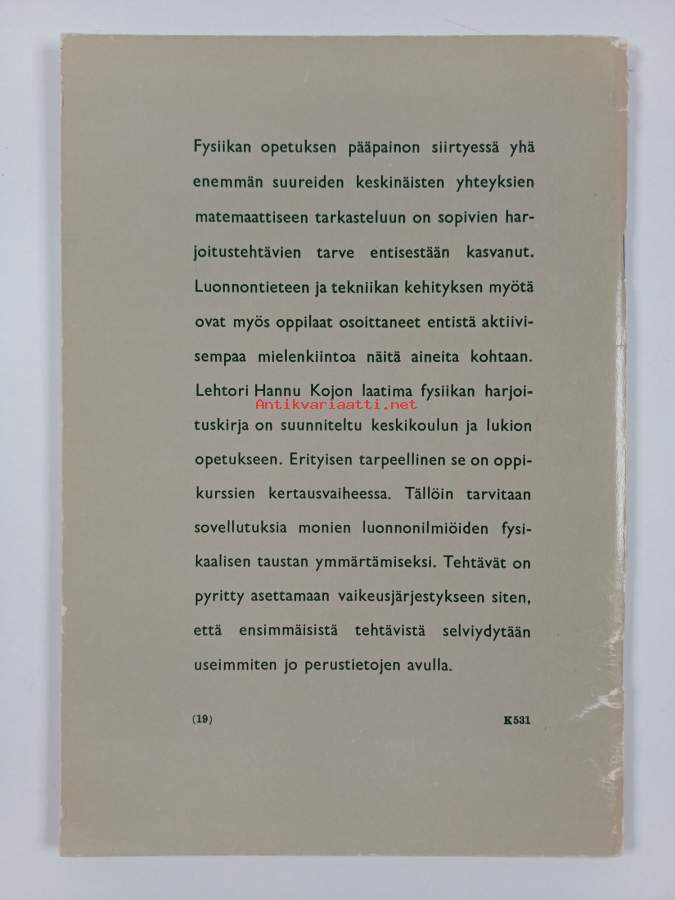 Fysiikan opetuksen pääpainon siirtyessä yhä
enemmän suureiden keskinäisten yhteyksien
matemaattiseen tarkasteluun on sopivien har-
joitustehtävien tarve entisestään kasvanut.
Luonnontieteen ja tekniikan kehityksen myötä
ovat myös oppilaat osoittaneet entistä aktiivi-
sempaa mielenkiintoa näitä aineita kohtaan.
Lehtori Hannu Kojon laatima fysiikan harjoi-
Antikvariaatti.net
tuskirja on suunniteltu keskikoulun ja lukion
opetukseen. Erityisen tarpeellinen se on oppi-
kurssien kertausvaiheessa. Tällöin tarvitaan
sovellutuksia monien luonnonilmiöiden fysi-
kaalisen taustan ymmärtämiseksi. Tehtävät on
pyritty asettamaan vaikeusjärjestykseen siten,
että ensimmäisistä tehtävistä selviydytään
useimmiten jo perustietojen avulla.
(19) K531